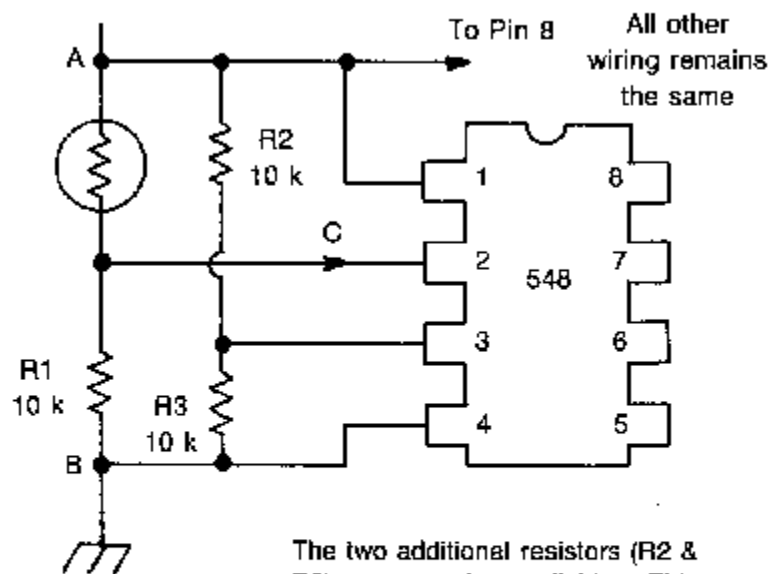 To Pin 8
All other
wiring remains
the same
A
R2
10 k
1
8
C
2
7
548
3
6
R1
10 k
R3
10 k
4
5
B
The two additional resistors (R2 &